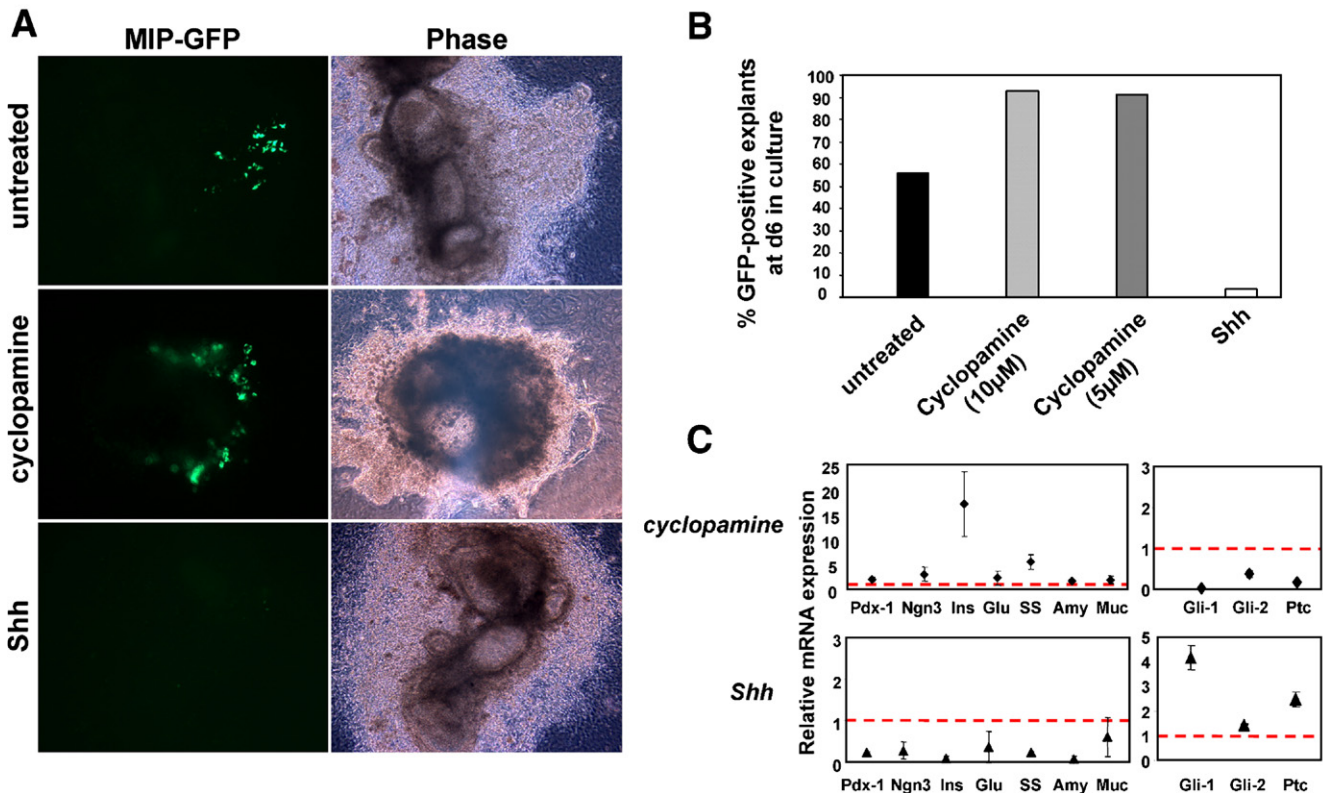 A
MIP-GFP Phase
untreated
cyclopamine
Shh
B
% GFP-positive explants
at d6 in culture
100
90
80
70
60
50
40
30
20
10
0
untreated
Cyclopamine
(10µM)
Cyclopamine
(5µM)
Shh
C
Relative mRNA expression
cyclopamine
25
20
15
10
5
0
Pdx-1 Ngn3 Ins Glu SS Amy Muc
3
2
1
0
Gli-1 Gli-2 Ptc
Shh
3
2
1
0
Pdx-1 Ngn3 Ins Glu SS Amy Muc
5
4
3
2
1
0
Gli-1 Gli-2 Ptc